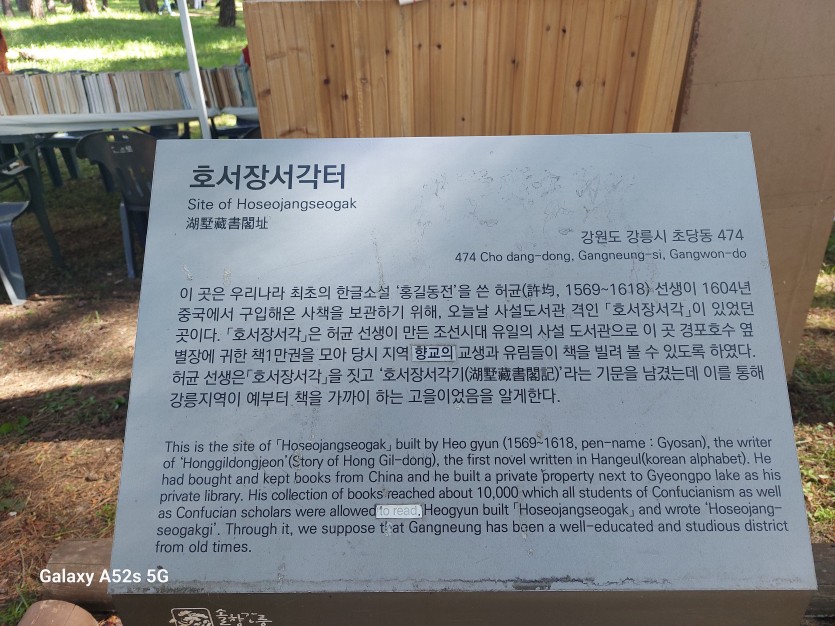 호서장서각터
Site of Hoseojangseogak
湖墅藏書閣址
강원도 강릉시 초당동 474
474 Cho dang-dong, Gangneung-si, Gangwon-do
이 곳은 우리나라 최초의 한글소설 '홍길동전'을 쓴 허균(許均, 1569~1618) 선생이 1604년
중국에서 구입해온 사책을 보관하기 위해, 오늘날 사설도서관 격인 「호서장서각」이 있었던
곳이다. 「호서장서각」은 허균 선생이 만든 조선시대 유일의 사설 도서관으로 이 곳 경포호수 옆
별장에 귀한 책1만권을 모아 당시 지역 향교의 교생과 유림들이 책을 빌려 볼 수 있도록 하였다.
허균 선생은「호서장서각」을 짓고 '호서장서각기(湖墅藏書閣記)'라는 기문을 남겼는데 이를 통해
강릉지역이 예부터 책을 가까이 하는 고을이었음을 알게한다.
This is the site of 「Hoseojangseogak」 built by Heo gyun (1569~1618, pen-name : Gyosan), the writer
of 'Honggildongjeon'(Story of Hong Gil-dong), the first novel written in Hangeul(korean alphabet). He
had bought and kept books from China and he built a private property next to Gyeongpo lake as his
private library. His collection of books reached about 10,000 which all students of Confucianism as well
as Confucian scholars were allowed to read. Heogyun built 「Hoseojangseogak」 and wrote 'Hoseojang-
seogakgi'. Through it, we suppose that Gangneung has been a well-educated and studious district
from old times.
Galaxy A52s 5G
솔향강릉